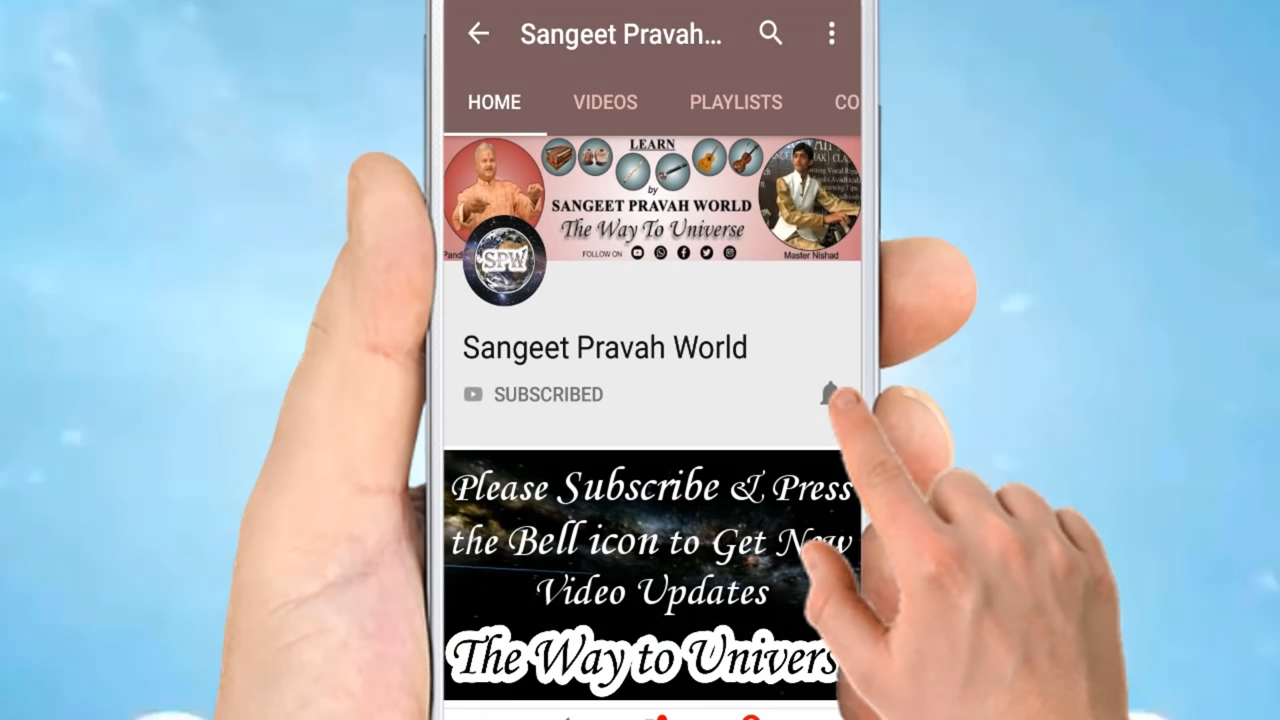 Sangeet Pravah...
HOME VIDEOS PLAYLISTS CO
LEARN
by
SANGEET PRAVAH WORLD
The Way To Universe
FOLLOW ON
Pand
Master Nishad
SPW
Sangeet Pravah World
SUBSCRIBED
Please Subscribe & Press
the Bell icon to Get New
Video Updates
The Way to Univers